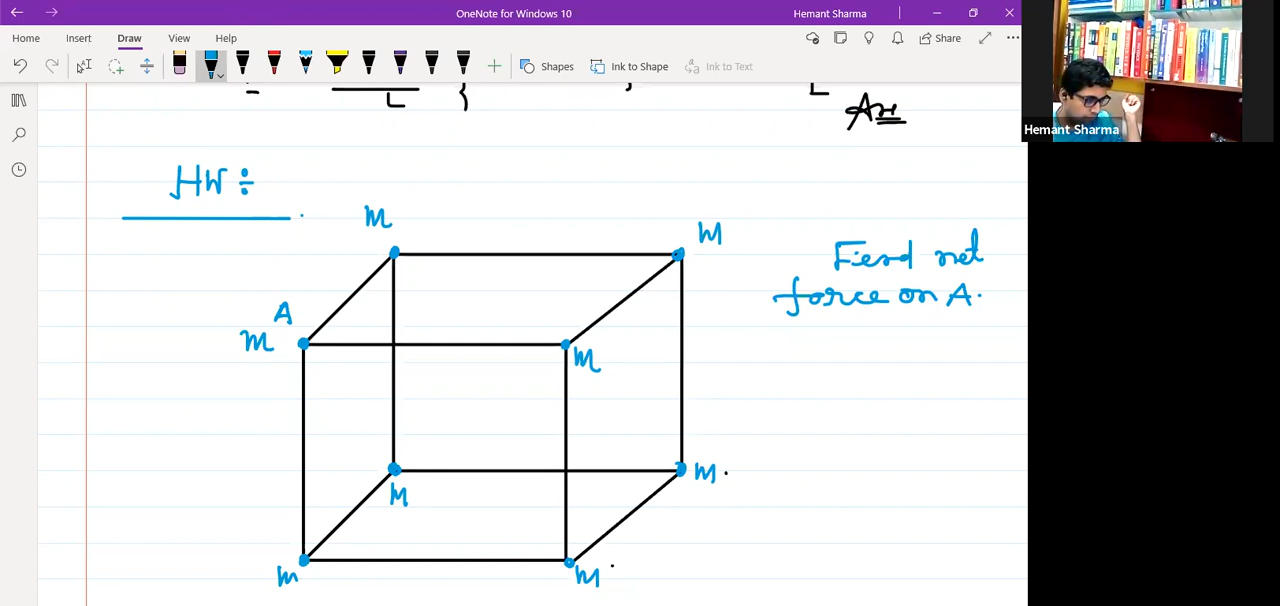 OneNote for Windows 10
Hemant Sharma
Home Insert Draw View Help
Share
Shapes Ink to Shape Ink to Text
L
Hemant Sharma
HW ÷
M
M
Find net
force on A.
A
M
M
M
M
M
M